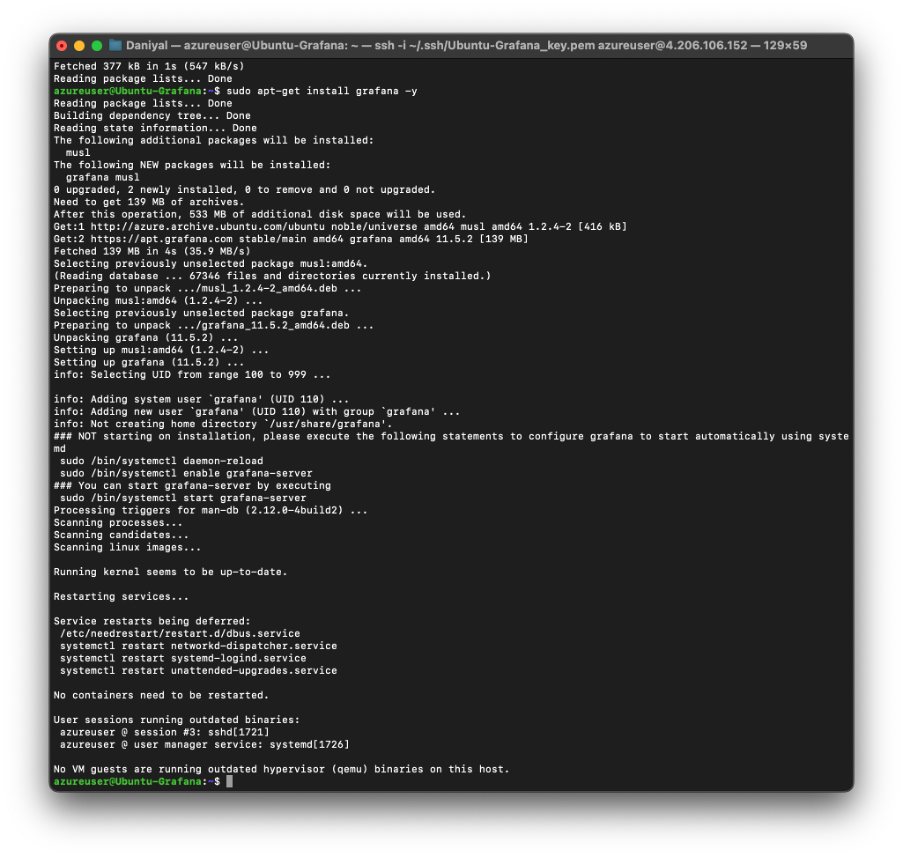 Daniyal — azureuser@Ubuntu-Grafana: ~ — ssh -i ~/.ssh/Ubuntu-Grafana_key.pem azureuser@4.206.106.152 — 129×59
Fetched 377 kB in 1s (547 kB/s)
Reading package lists... Done
azureuser@Ubuntu-Grafana:~$ sudo apt-get install grafana -y
Reading package lists... Done
Building dependency tree... Done
Reading state information... Done
The following additional packages will be installed:
  musl
The following NEW packages will be installed:
  grafana musl
0 upgraded, 2 newly installed, 0 to remove and 0 not upgraded.
Need to get 139 MB of archives.
After this operation, 533 MB of additional disk space will be used.
Get:1 http://azure.archive.ubuntu.com/ubuntu noble/universe amd64 musl amd64 1.2.4-2 [416 kB]
Get:2 https://apt.grafana.com stable/main amd64 grafana amd64 11.5.2 [139 MB]
Fetched 139 MB in 4s (35.9 MB/s)
Selecting previously unselected package musl:amd64.
(Reading database ... 67346 files and directories currently installed.)
Preparing to unpack .../musl_1.2.4-2_amd64.deb ...
Unpacking musl:amd64 (1.2.4-2) ...
Selecting previously unselected package grafana.
Preparing to unpack .../grafana_11.5.2_amd64.deb ...
Unpacking grafana (11.5.2) ...
Setting up musl:amd64 (1.2.4-2) ...
Setting up grafana (11.5.2) ...
info: Selecting UID from range 100 to 999 ...

info: Adding system user `grafana' (UID 110) ...
info: Adding new user `grafana' (UID 110) with group `grafana' ...
info: Not creating home directory `/usr/share/grafana'.
### NOT starting on installation, please execute the following statements to configure grafana to start automatically using syste
md
 sudo /bin/systemctl daemon-reload
 sudo /bin/systemctl enable grafana-server
### You can start grafana-server by executing
 sudo /bin/systemctl start grafana-server
Processing triggers for man-db (2.12.0-4build2) ...
Scanning processes...
Scanning candidates...
Scanning linux images...

Running kernel seems to be up-to-date.

Restarting services...

Service restarts being deferred:
 /etc/needrestart/restart.d/dbus.service
 systemctl restart networkd-dispatcher.service
 systemctl restart systemd-logind.service
 systemctl restart unattended-upgrades.service

No containers need to be restarted.

User sessions running outdated binaries:
 azureuser @ session #3: sshd[1721]
 azureuser @ user manager service: systemd[1726]

No VM guests are running outdated hypervisor (qemu) binaries on this host.
azureuser@Ubuntu-Grafana:~$